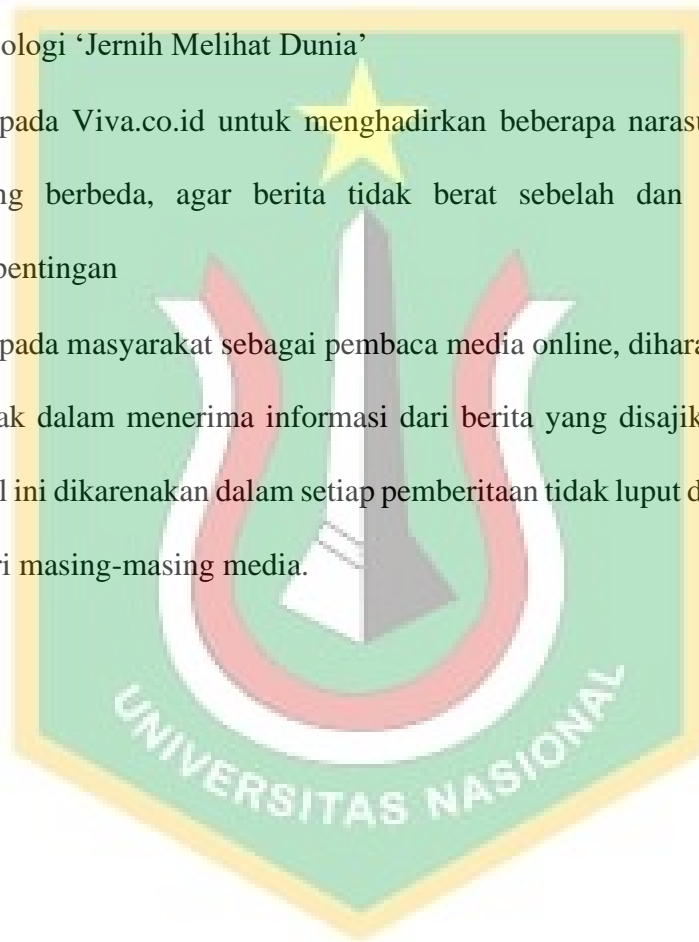 ologi ‘Jernih Melihat Dunia’
pada Viva.co.id untuk menghadirkan beberapa narasu
ng berbeda, agar berita tidak berat sebelah dan
pentingan
pada masyarakat sebagai pembaca media online, dihara
ak dalam menerima informasi dari berita yang disajik
l ini dikarenakan dalam setiap pemberitaan tidak luput d
ri masing-masing media.
UNIVERSITAS NASIONAL